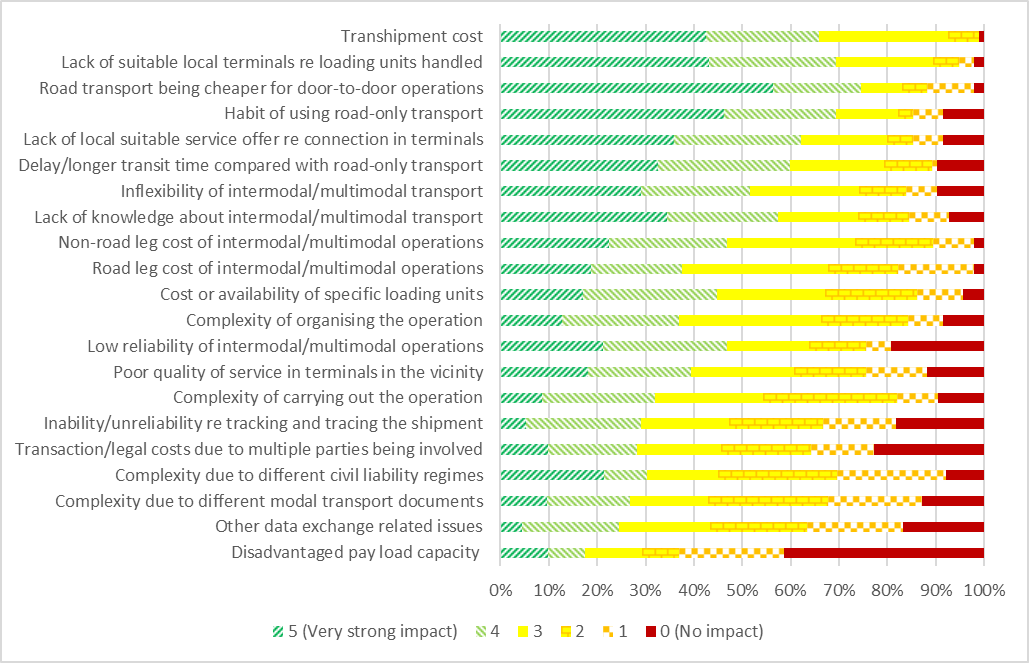 Transhipment cost
Lack of suitable local terminals re loading units handled
Road transport being cheaper for door-to-door operations
Habit of using road-only transport
Lack of local suitable service offer re connection in terminals
Delay/longer transit time compared with road-only transport
Inflexibility of intermodal/multimodal transport
Lack of knowledge about intermodal/multimodal transport
Non-road leg cost of intermodal/multimodal operations
Road leg cost of intermodal/multimodal operations
Cost or availability of specific loading units
Complexity of organising the operation
Low reliability of intermodal/multimodal operations
Poor quality of service in terminals in the vicinity
Complexity of carrying out the operation
Inability/unreliability re tracking and tracing the shipment
Transaction/legal costs due to multiple parties being involved
Complexity due to different civil liability regimes
Complexity due to different modal transport documents
Other data exchange related issues
Disadvantaged pay load capacity
0% 10% 20% 30% 40% 50% 60% 70% 80% 90% 100%
5 (Very strong impact) 4 3 2 1 0 (No impact)